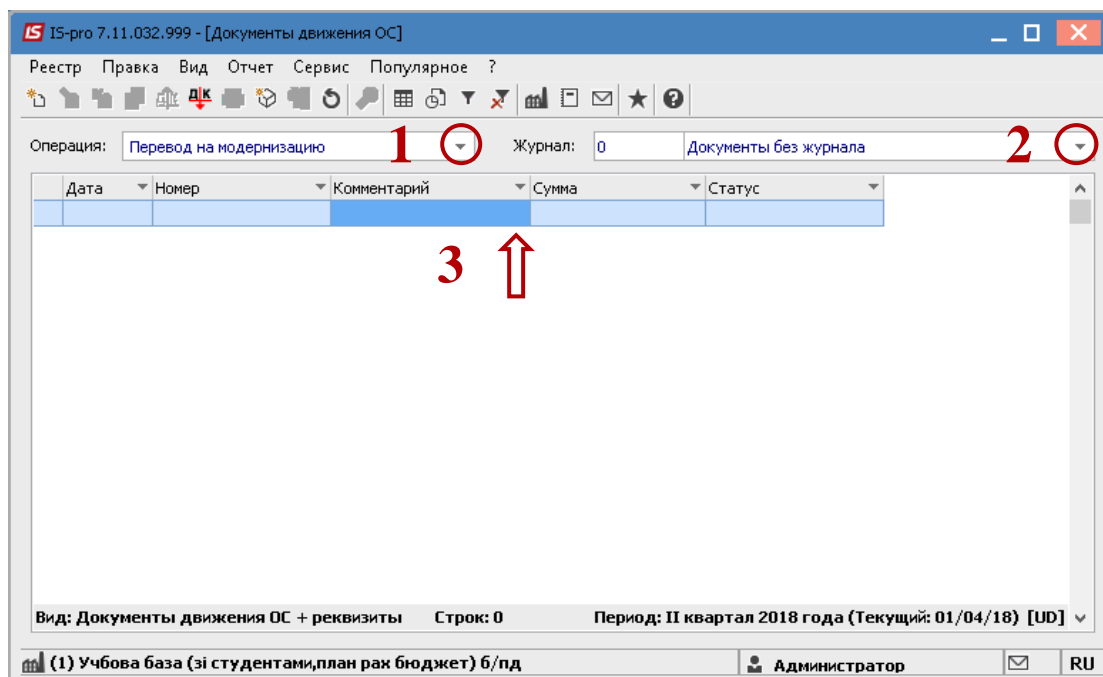 IS IS-pro 7.11.032.999 - [Документы движения ОС]
Реестр Правка Вид Отчет Сервис Популярное ?
Операция: Перевод на модернизацию 1 Журнал: 0 Документы без журнала 2
Дата Номер Комментарий Сумма Статус
3
Вид: Документы движения ОС + реквизиты Строк: 0 Период: II квартал 2018 года (Текущий: 01/04/18) [UD]
(1) Учбова база (зі студентами,план рах бюджет) б/пд Администратор RU